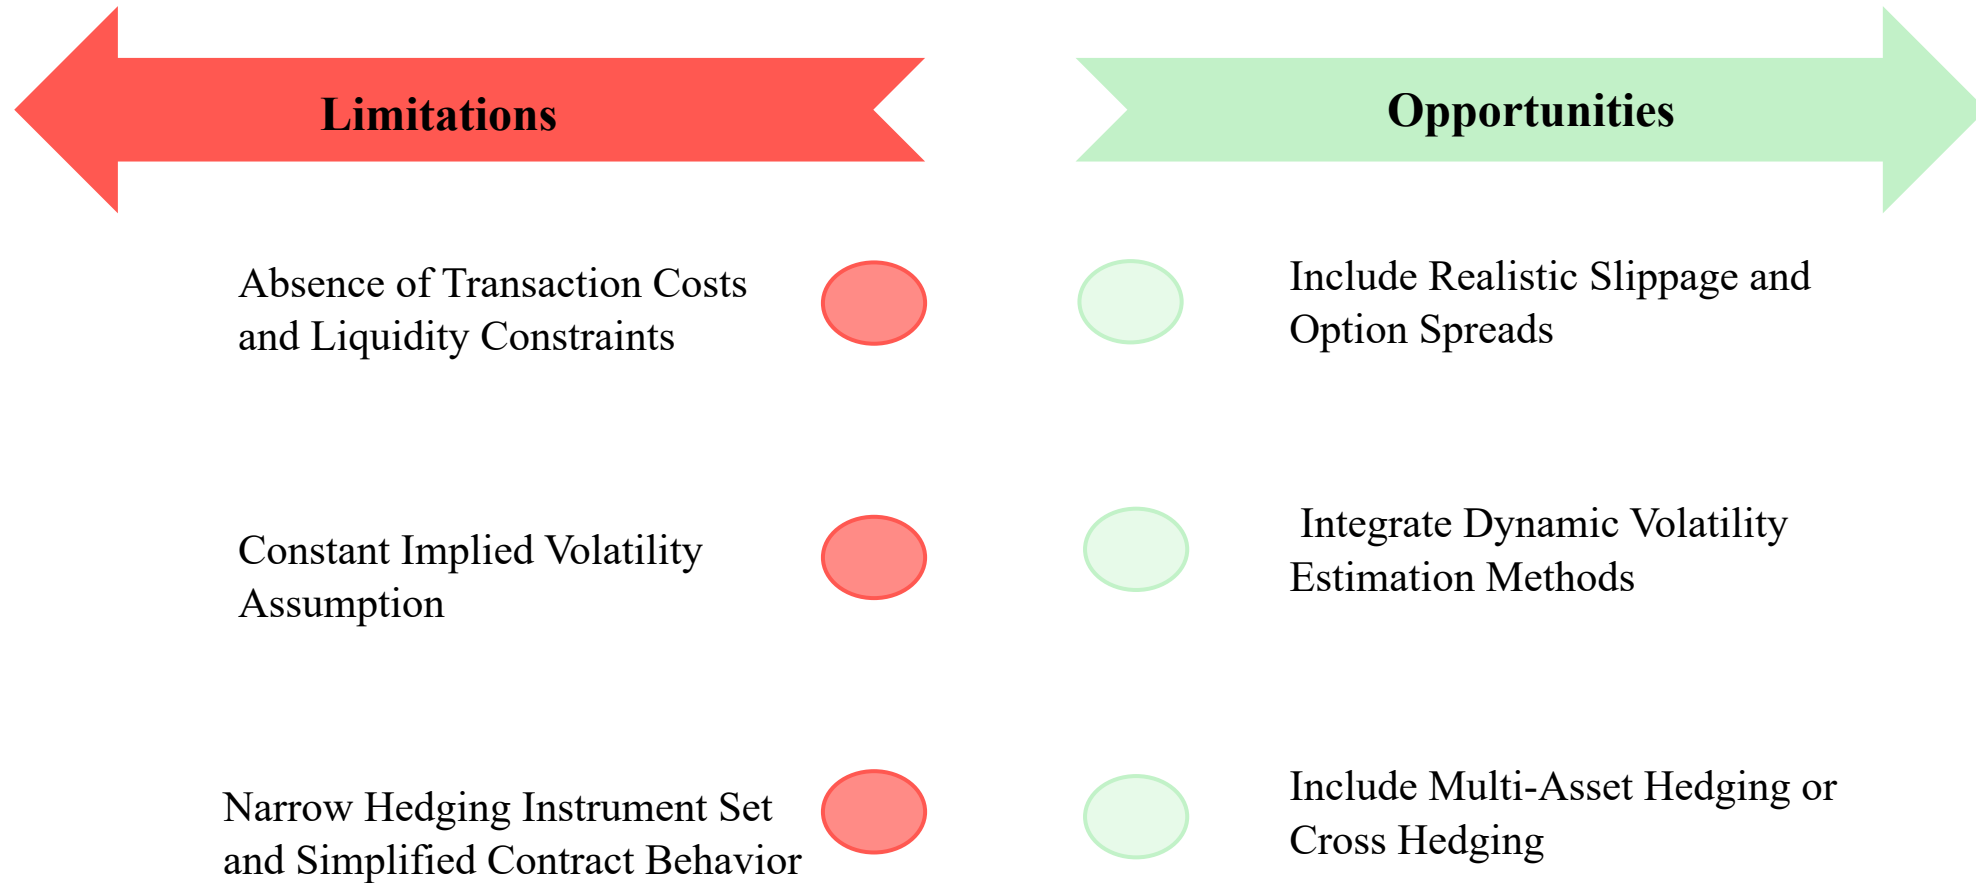 Limitations
Opportunities
Absence of Transaction Costs
and Liquidity Constraints
Include Realistic Slippage and
Option Spreads
Constant Implied Volatility
Assumption
Integrate Dynamic Volatility
Estimation Methods
Narrow Hedging Instrument Set
and Simplified Contract Behavior
Include Multi-Asset Hedging or
Cross Hedging